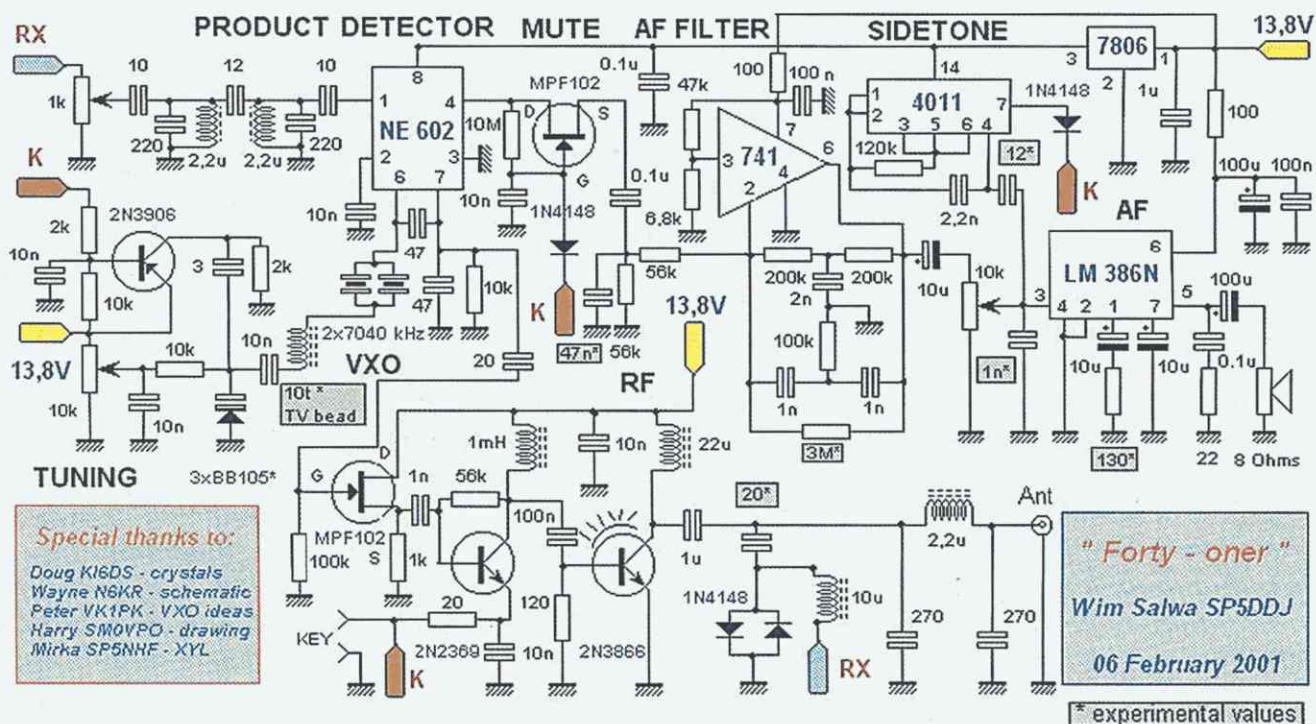 PRODUCT DETECTOR MUTE AF FILTER SIDETONE
RX
1k
10 12 10
220 2,2u 2,2u 220
8
1 4
NE 602
2 3
6 7
10n
10M
MPF102
D S
G
10n
1N4148
K
0.1u
0.1u
47k
100
100 n
7
3 741 6
2 4
6,8k
14
1
2
4011
7
3 5 6 4
120k
2,2n
12*
1N4148
K
3 7806 1
2
1u
13,8V
100
100u 100n
K
2k
2N3906
10n
10k
3
2k
13,8V
10k
10k
10n
10n
TUNING
3xBB105*
47
47
10k
2x7040 kHz
VXO
10t *
TV bead
20
47n*
56k
56k
200k 200k
2n
100k
1n 1n
3M*
10u
10k
1n*
AF
6
LM 386N
3 5
4 2 1 7
10u
10u
130*
100u
0.1u
22
8 Ohms
13,8V
RF
G
D
MPF102
S
100k
1n
1k
56k
1mH
10n
22u
100n
120
2N3866
KEY
20
K
2N2369
10n
1u
20*
1N4148
10u
RX
270
2,2u
270
Ant
Special thanks to:
Doug KI6DS - crystals
Wayne N6KR - schematic
Peter VK1PK - VXO ideas
Harry SM0VPO - drawing
Mirka SP5NHF - XYL
" Forty - oner "
Wim Salwa SP5DDJ
06 February 2001
* experimental values